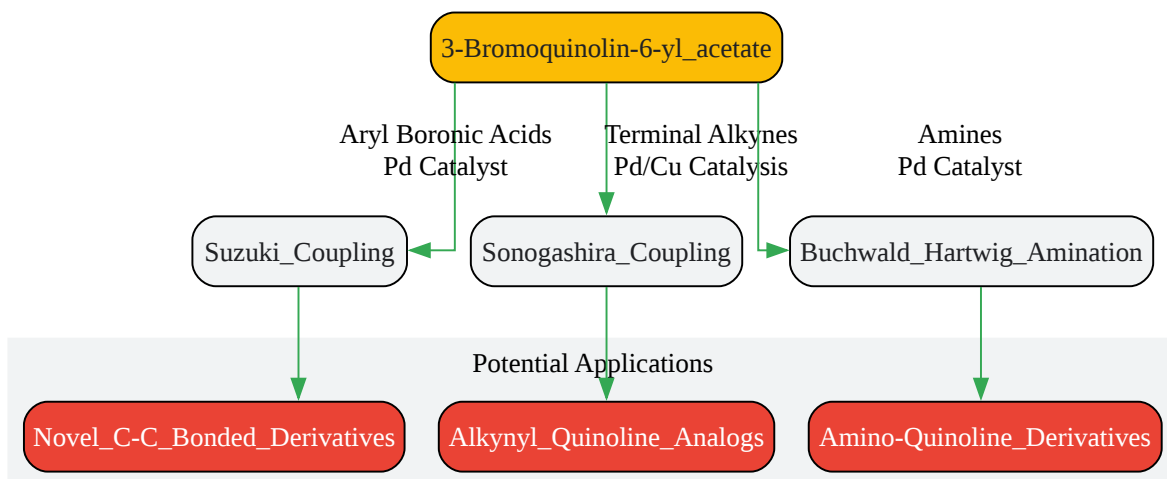 3-Bromoquinolin-6-yl_acetate
Aryl Boronic Acids
Pd Catalyst
Terminal Alkynes
Pd/Cu Catalysis
Amines
Pd Catalyst
Suzuki_Coupling
Sonogashira_Coupling
Buchwald_Hartwig_Amination
Potential Applications
Novel_C-C_Bonded_Derivatives
Alkynyl_Quinoline_Analogs
Amino-Quinoline_Derivatives